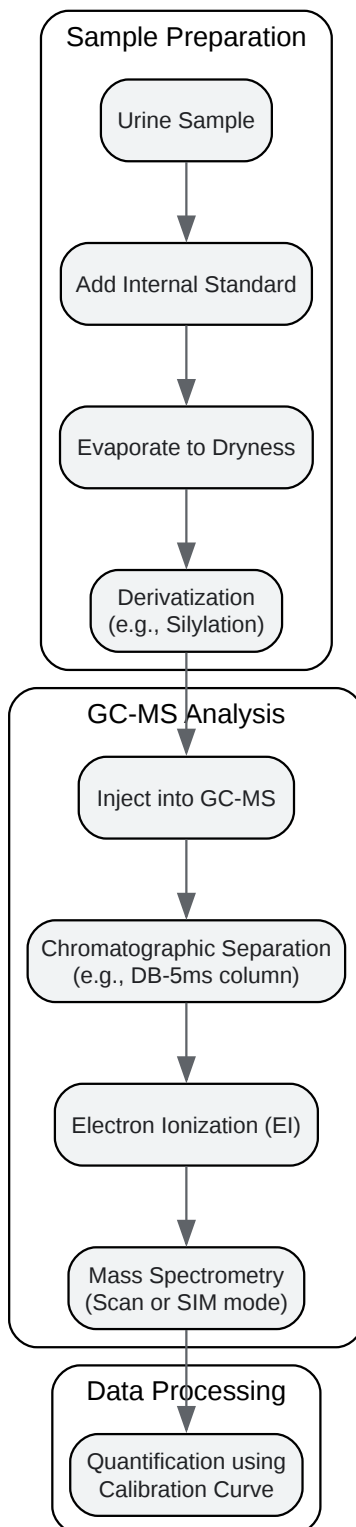 Sample Preparation
Urine Sample
Add Internal Standard
Evaporate to Dryness
Derivatization
(e.g., Silylation)
GC-MS Analysis
Inject into GC-MS
Chromatographic Separation
(e.g., DB-5ms column)
Electron Ionization (EI)
Mass Spectrometry
(Scan or SIM mode)
Data Processing
Quantification using
Calibration Curve